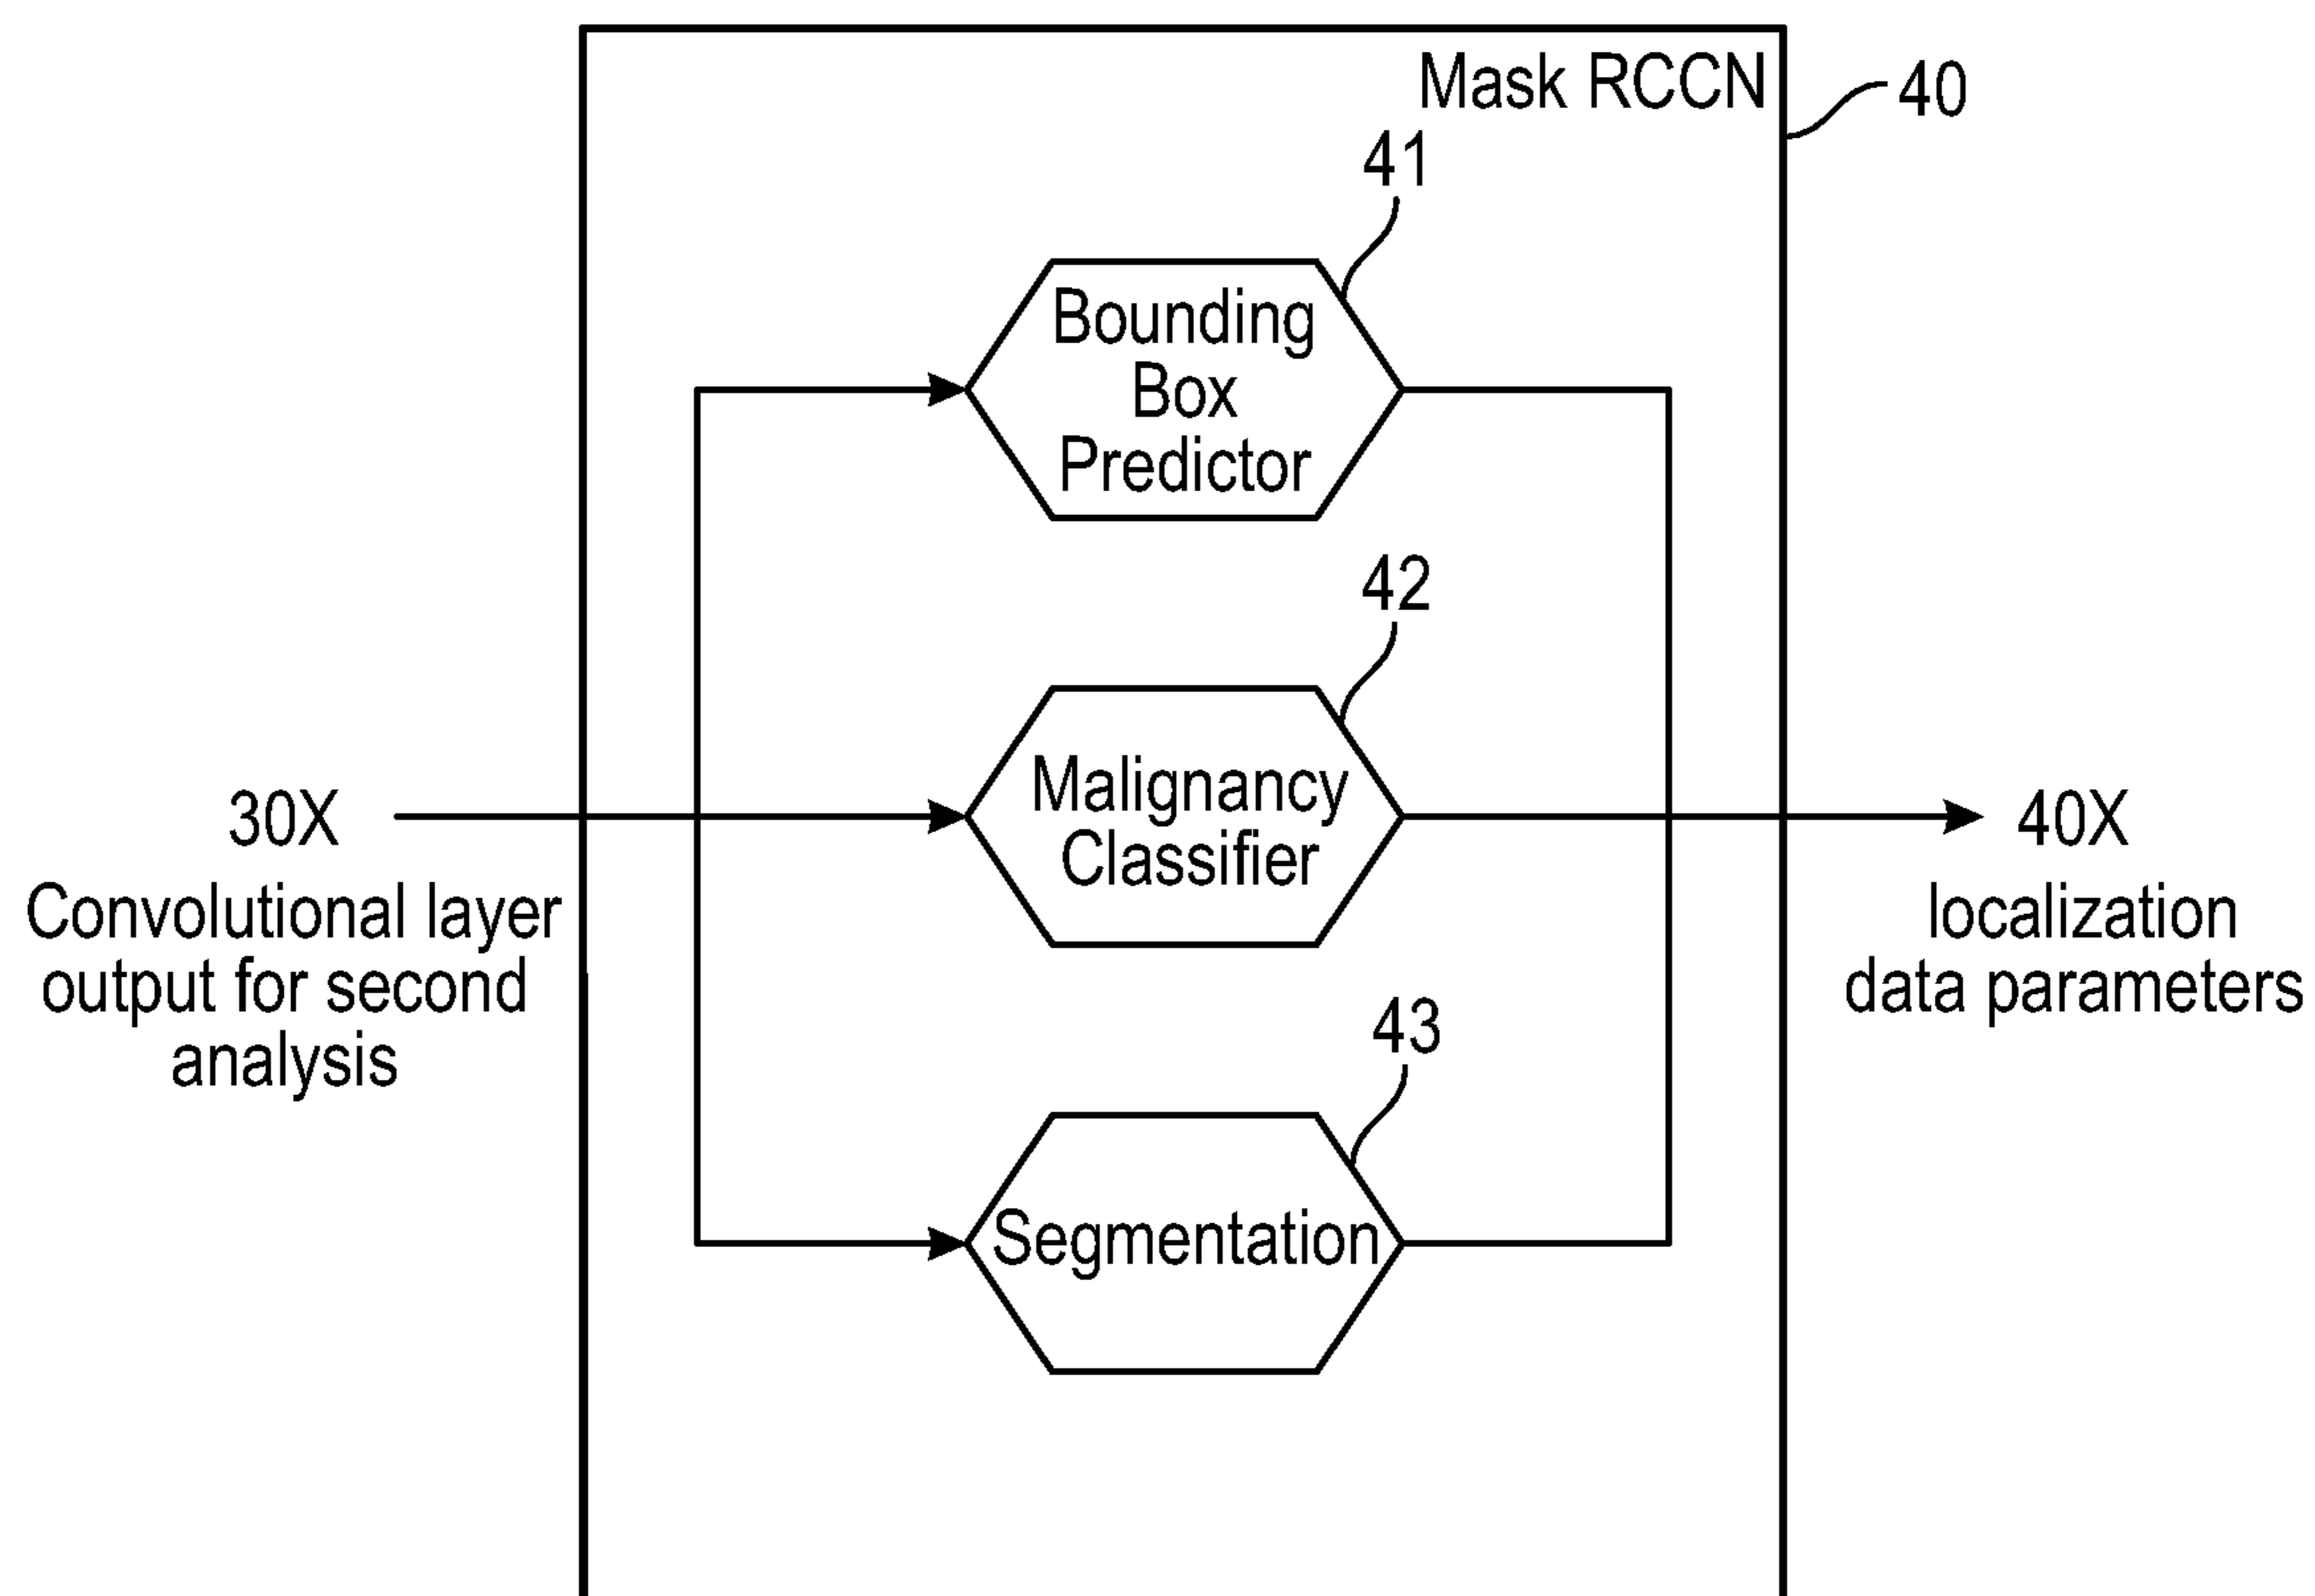 Mask RCCN
40
41
Bounding
Box
Predictor
42
Malignancy
Classifier
30X
Convolutional layer
output for second
analysis
40X
localization
data parameters
43
Segmentation